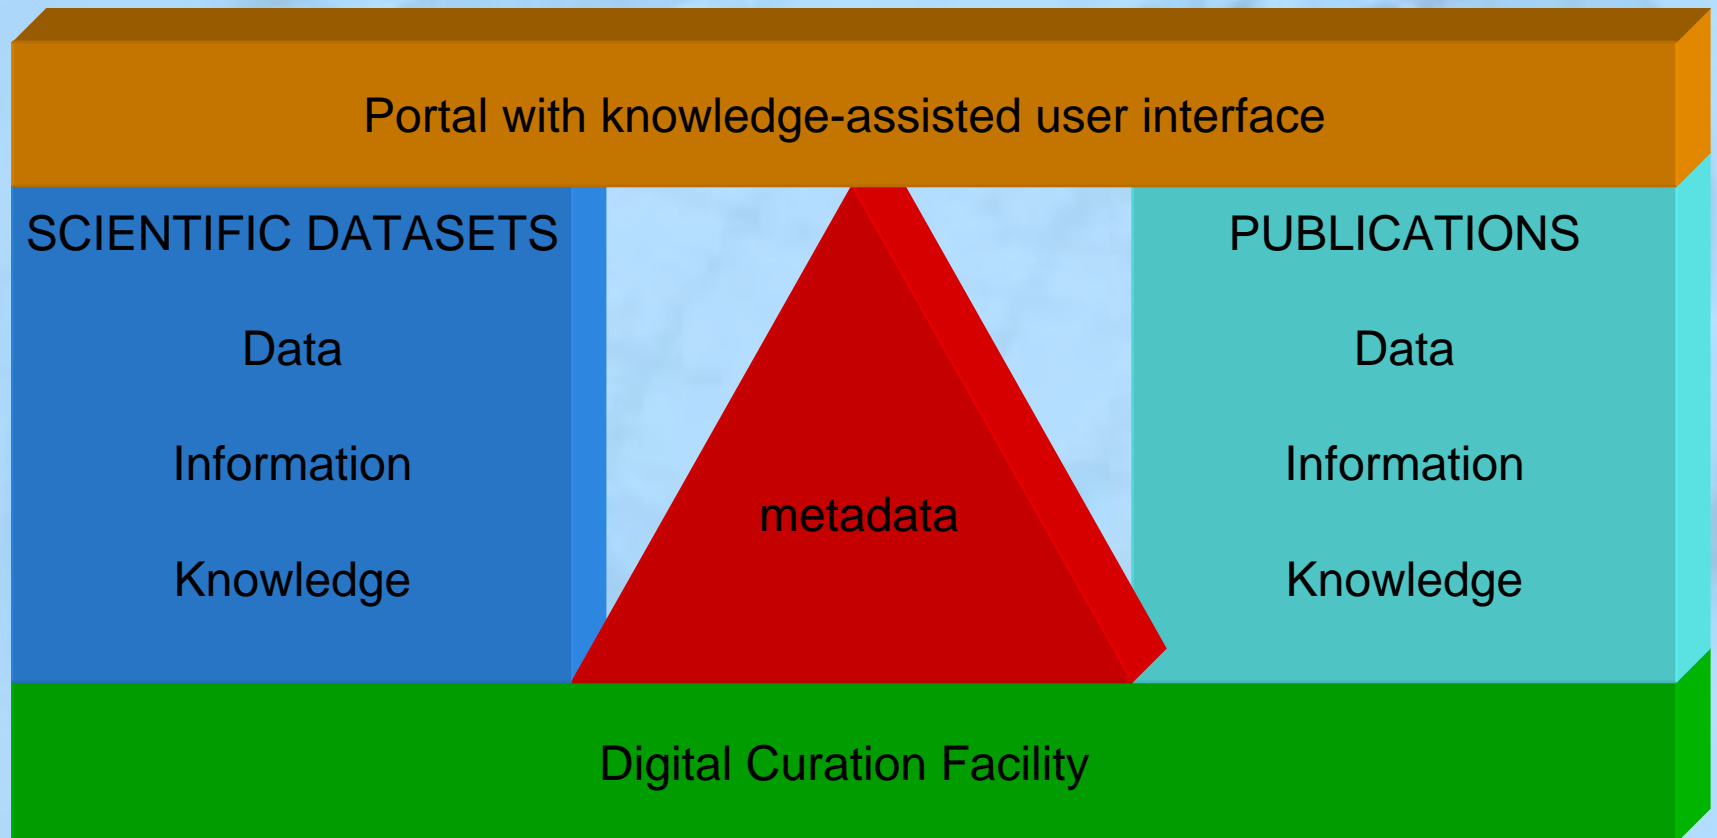 Portal with knowledge-assisted user interface
SCIENTIFIC DATASETS
Data
Information
Knowledge
metadata
PUBLICATIONS
Data
Information
Knowledge
Digital Curation Facility